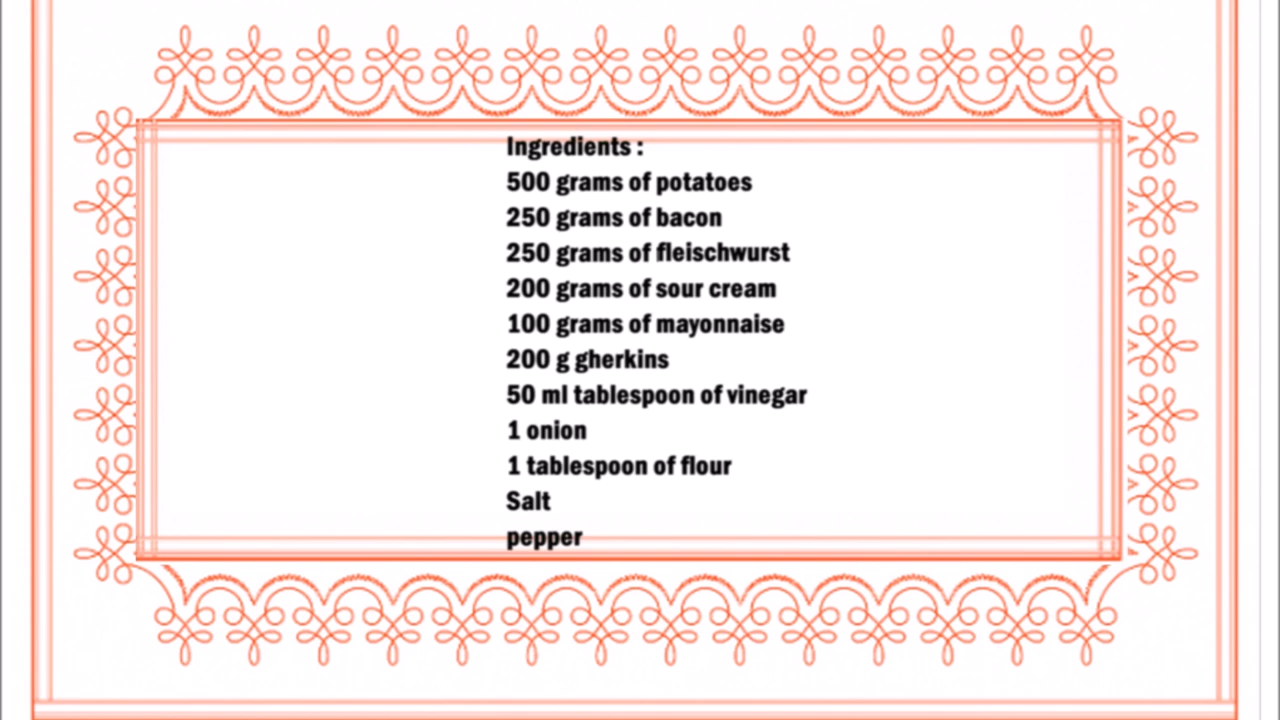 Ingredients :
500 grams of potatoes
250 grams of bacon
250 grams of fleischwurst
200 grams of sour cream
100 grams of mayonnaise
200 g gherkins
50 ml tablespoon of vinegar
1 onion
1 tablespoon of flour
Salt
pepper